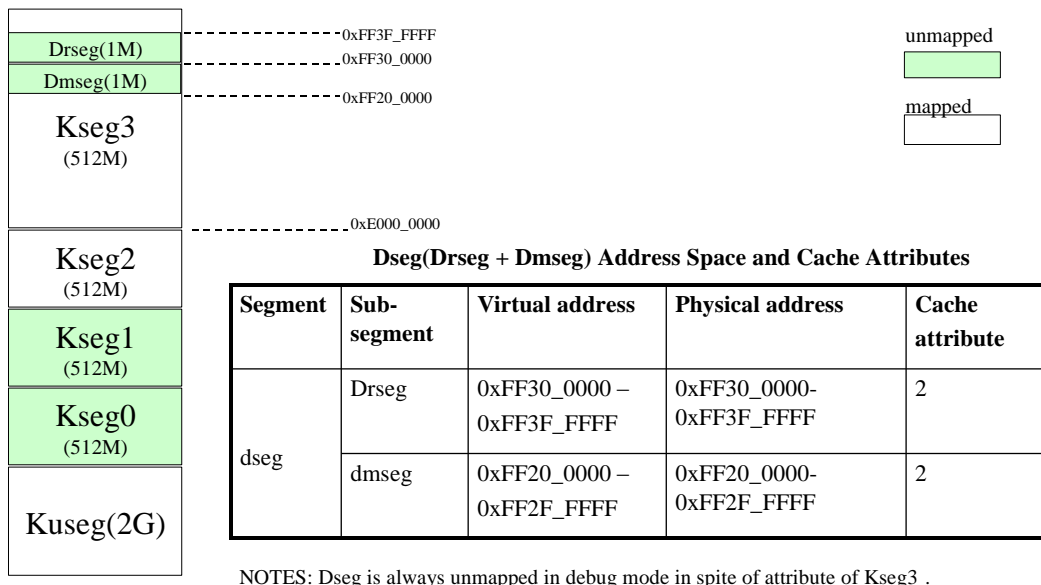 Drseg(1M)
Dmseg(1M)
Kseg3
(512M)
Kseg2
(512M)
Kseg1
(512M)
Kseg0
(512M)
Kuseg(2G)
0xFF3F_FFFF
0xFF30_0000
0xFF20_0000
0xE000_0000
unmapped
mapped
Dseg(Drseg + Dmseg) Address Space and Cache Attributes
Segment Sub-segment Virtual address Physical address Cache attribute
dseg
Drseg 0xFF30_0000 – 0xFF3F_FFFF 0xFF30_0000-0xFF3F_FFFF 2
dmseg 0xFF20_0000 – 0xFF2F_FFFF 0xFF20_0000-0xFF2F_FFFF 2
NOTES: Dseg is always unmapped in debug mode in spite of attribute of Kseg3 .